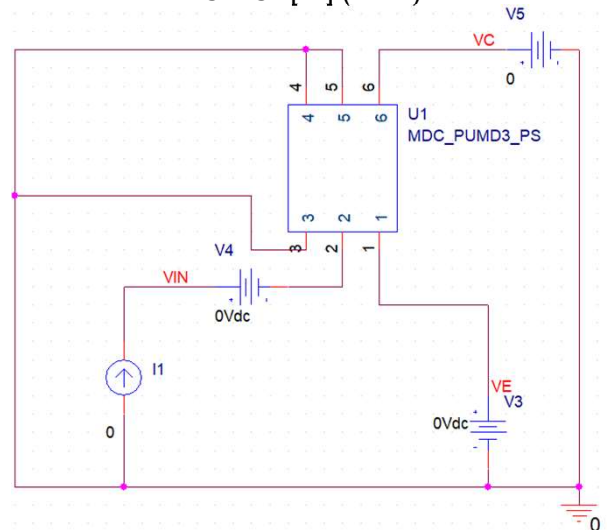 V5
VC
0
4 5 6
4 5 6
U1
MDC_PUMD3_PS
3 2 1
3 2 1
V4
VIN
0Vdc
I1
0
VE
V3
0Vdc
0